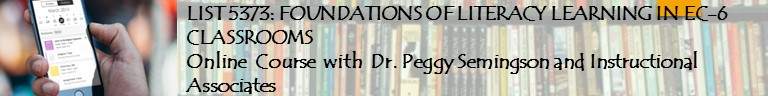 LIST 5373: FOUNDATIONS OF LITERACY LEARNING IN EC-6
CLASSROOMS
Online Course with Dr. Peggy Semingson and Instructional
Associates